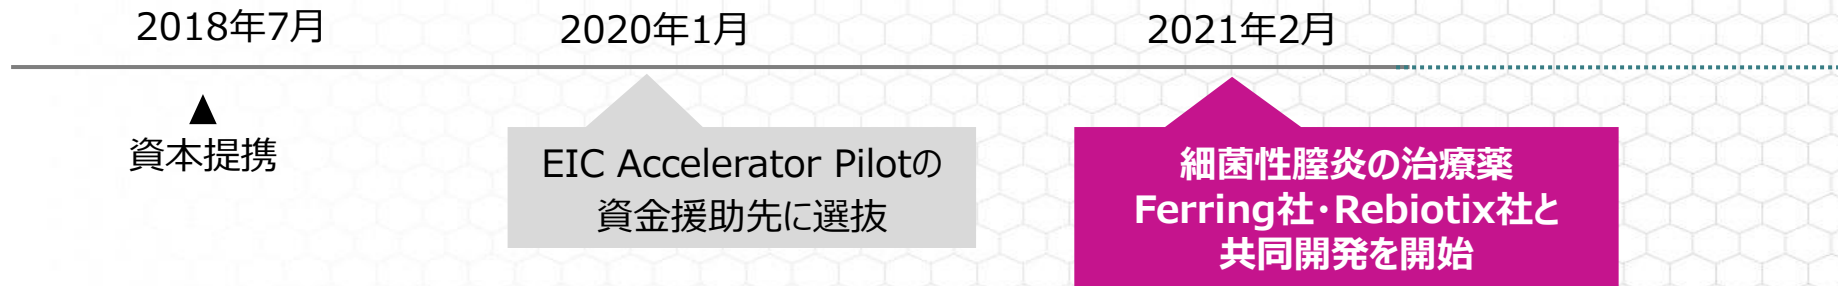 2018年7月
2020年1月
2021年2月
資本提携
EIC Accelerator Pilotの
資金援助先に選抜
細菌性膣炎の治療薬
Ferring社・Rebiotix社と
共同開発を開始